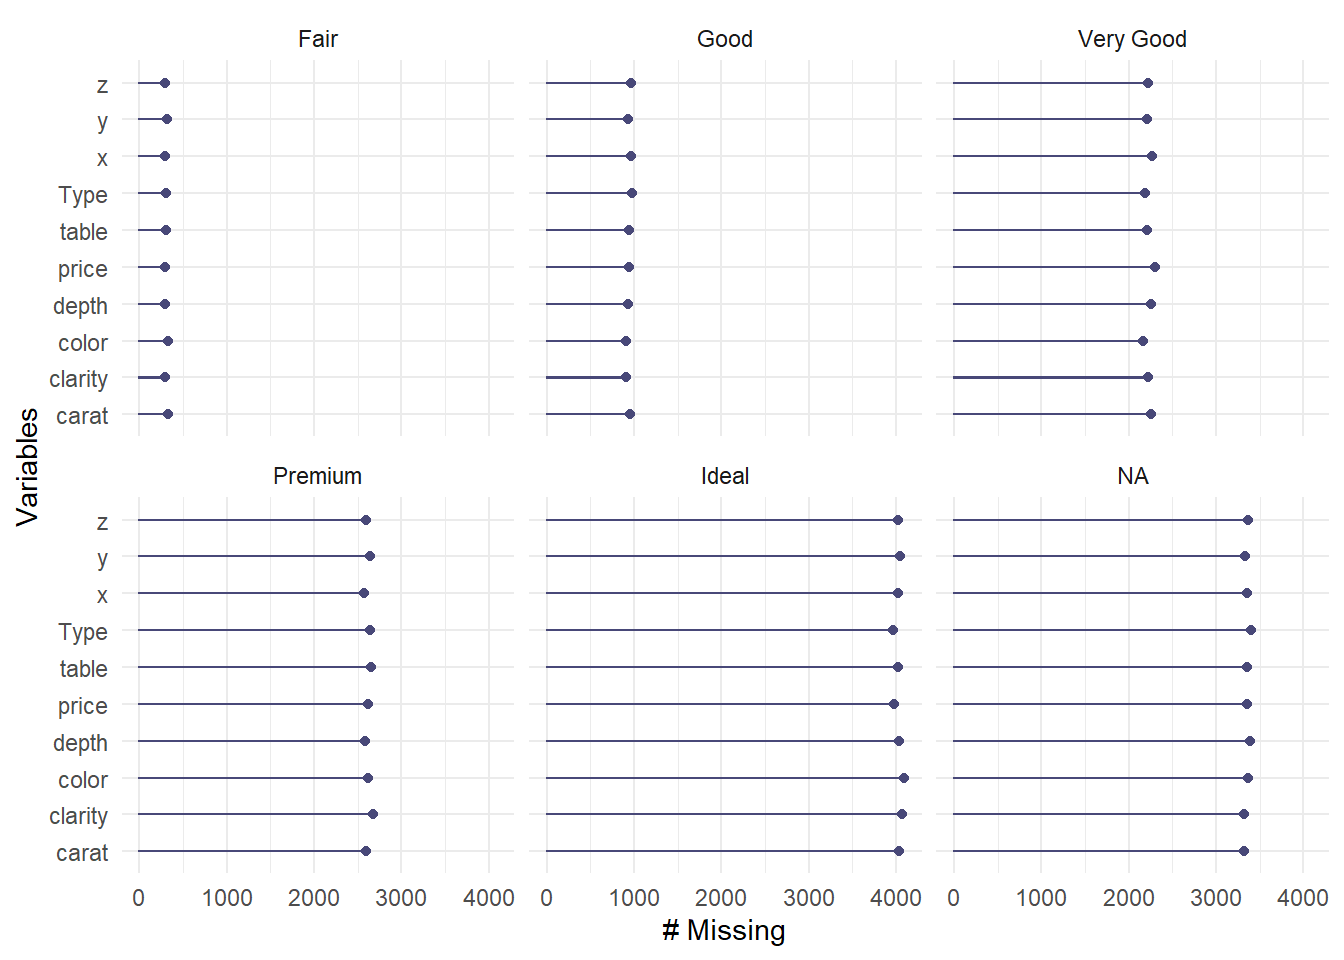 Fair Good Very Good
z
y
x
Type
table
price
depth
color
clarity
carat
Variables
Premium Ideal NA
z
y
x
Type
table
price
depth
color
clarity
carat
0 1000 2000 3000 4000 0 1000 2000 3000 4000 0 1000 2000 3000 4000
# Missing